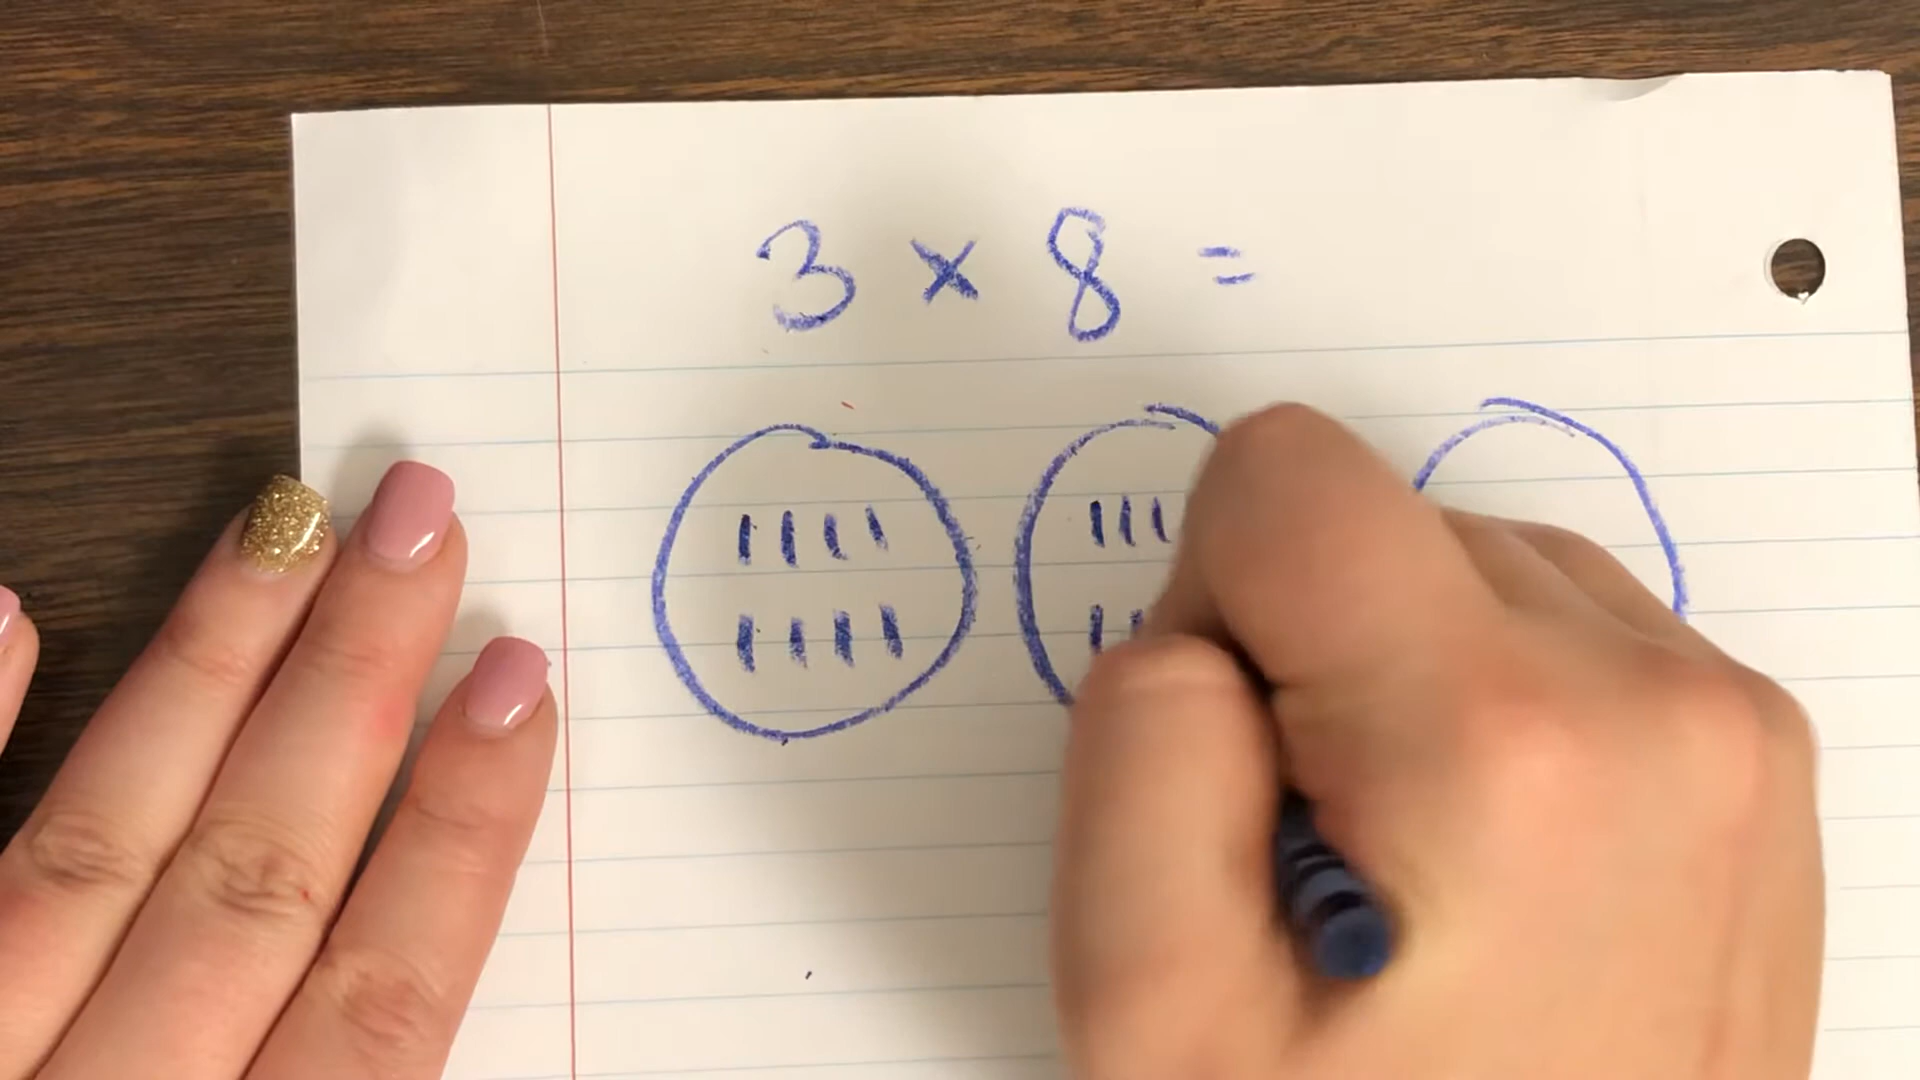 3 × 8 =